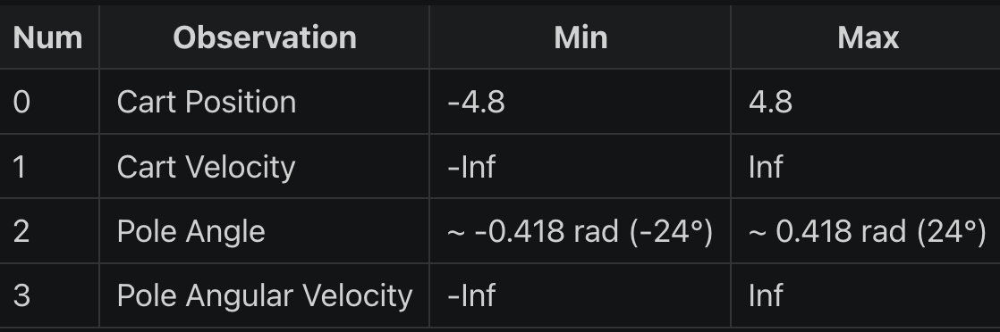 Num Observation Min Max
0 Cart Position -4.8 4.8
1 Cart Velocity -Inf Inf
2 Pole Angle ~ -0.418 rad (-24°) ~ 0.418 rad (24°)
3 Pole Angular Velocity -Inf Inf